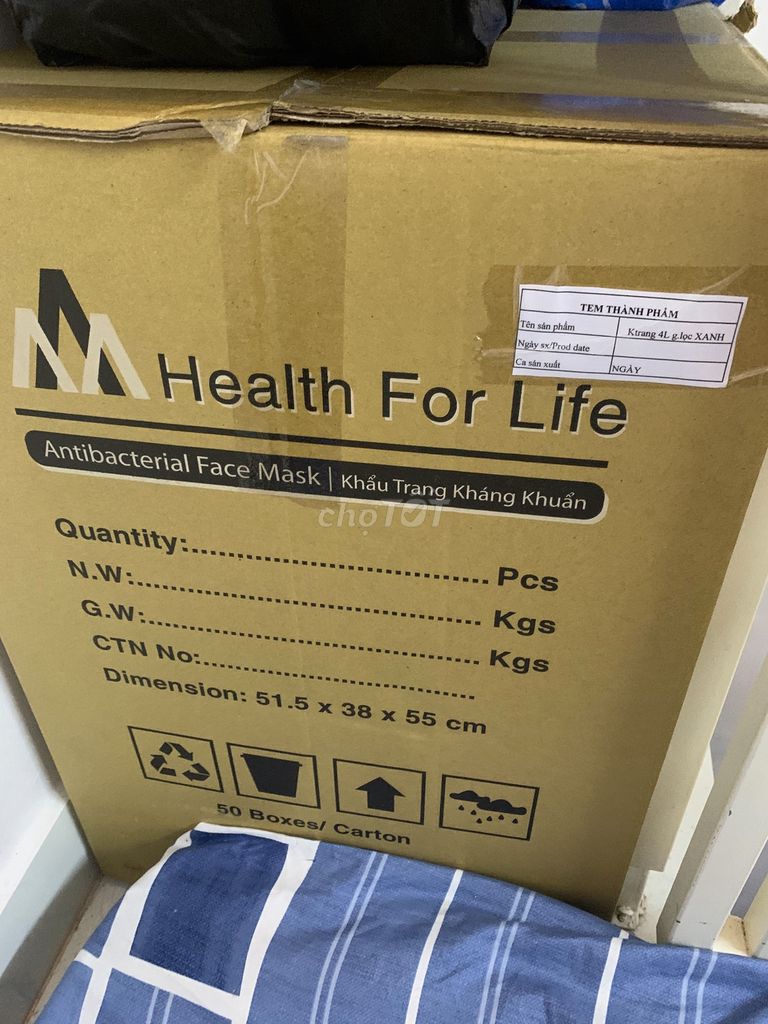 TEM THÀNH PHẨM
Tên sản phẩm Ktrang 4L g.lọc XANH
Ngày sx/Prod date
Ca sản xuất NGÀY
Health For Life
Antibacterial Face Mask | Khẩu Trang Kháng Khuẩn
chợTỐT
Quantity:................................ Pcs
N.W:..................................... Kgs
G.W:..................................... Kgs
CTN No:..............................
Dimension: 51.5 x 38 x 55 cm
50 Boxes/ Carton